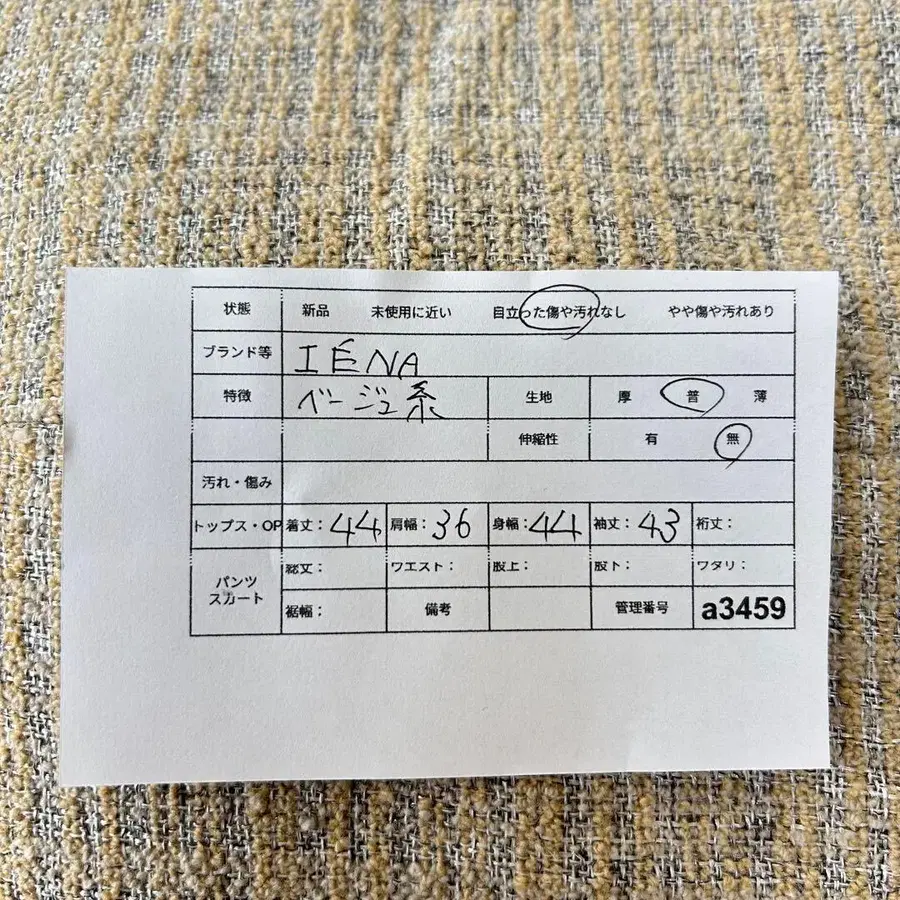 状態 新品 未使用に近い 目立った傷や汚れなし やや傷や汚れあり
ブランド等 IÉNA
特徴 ベージュ系 生地 厚 普 薄
伸縮性 有 無
汚れ・傷み
トップス・OP 着丈: 44 肩幅: 36 身幅: 44 袖丈: 43 裄丈:
パンツ スカート 総丈: ウエスト: 股上: 股下: ワタリ:
裾幅: 備考 管理番号 a3459